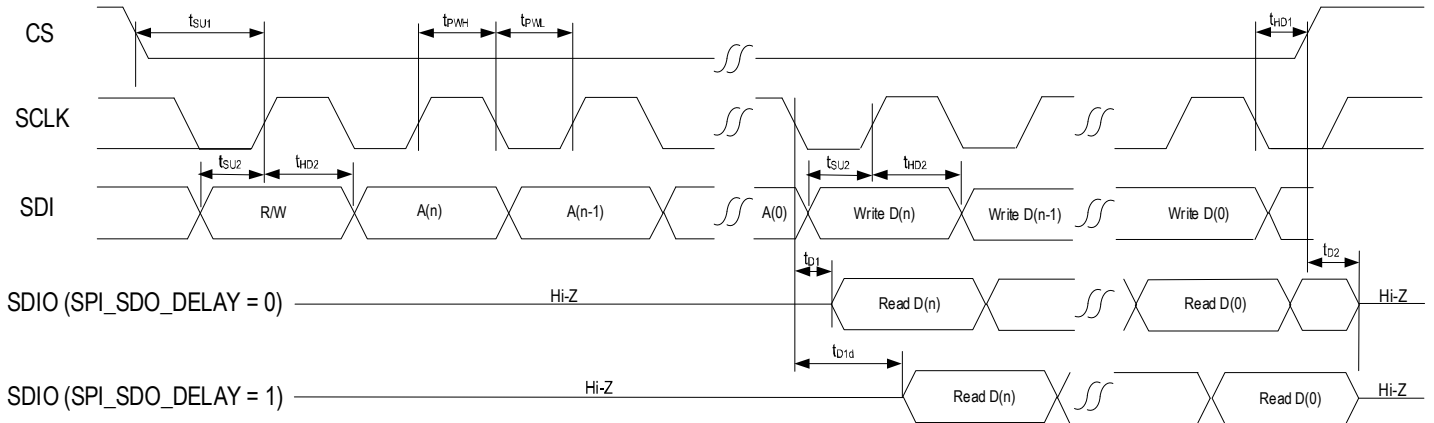 CS tSU1 tPWH tPWL tHD1
SCLK
tSU2 tHD2 tSU2 tHD2
SDI R/W A(n) A(n-1) A(0) Write D(n) Write D(n-1) Write D(0)
tD1 tD2
SDIO (SPI_SDO_DELAY = 0) Hi-Z Read D(n) Read D(0) Hi-Z
tD1d
SDIO (SPI_SDO_DELAY = 1) Hi-Z Read D(n) Read D(0) Hi-Z